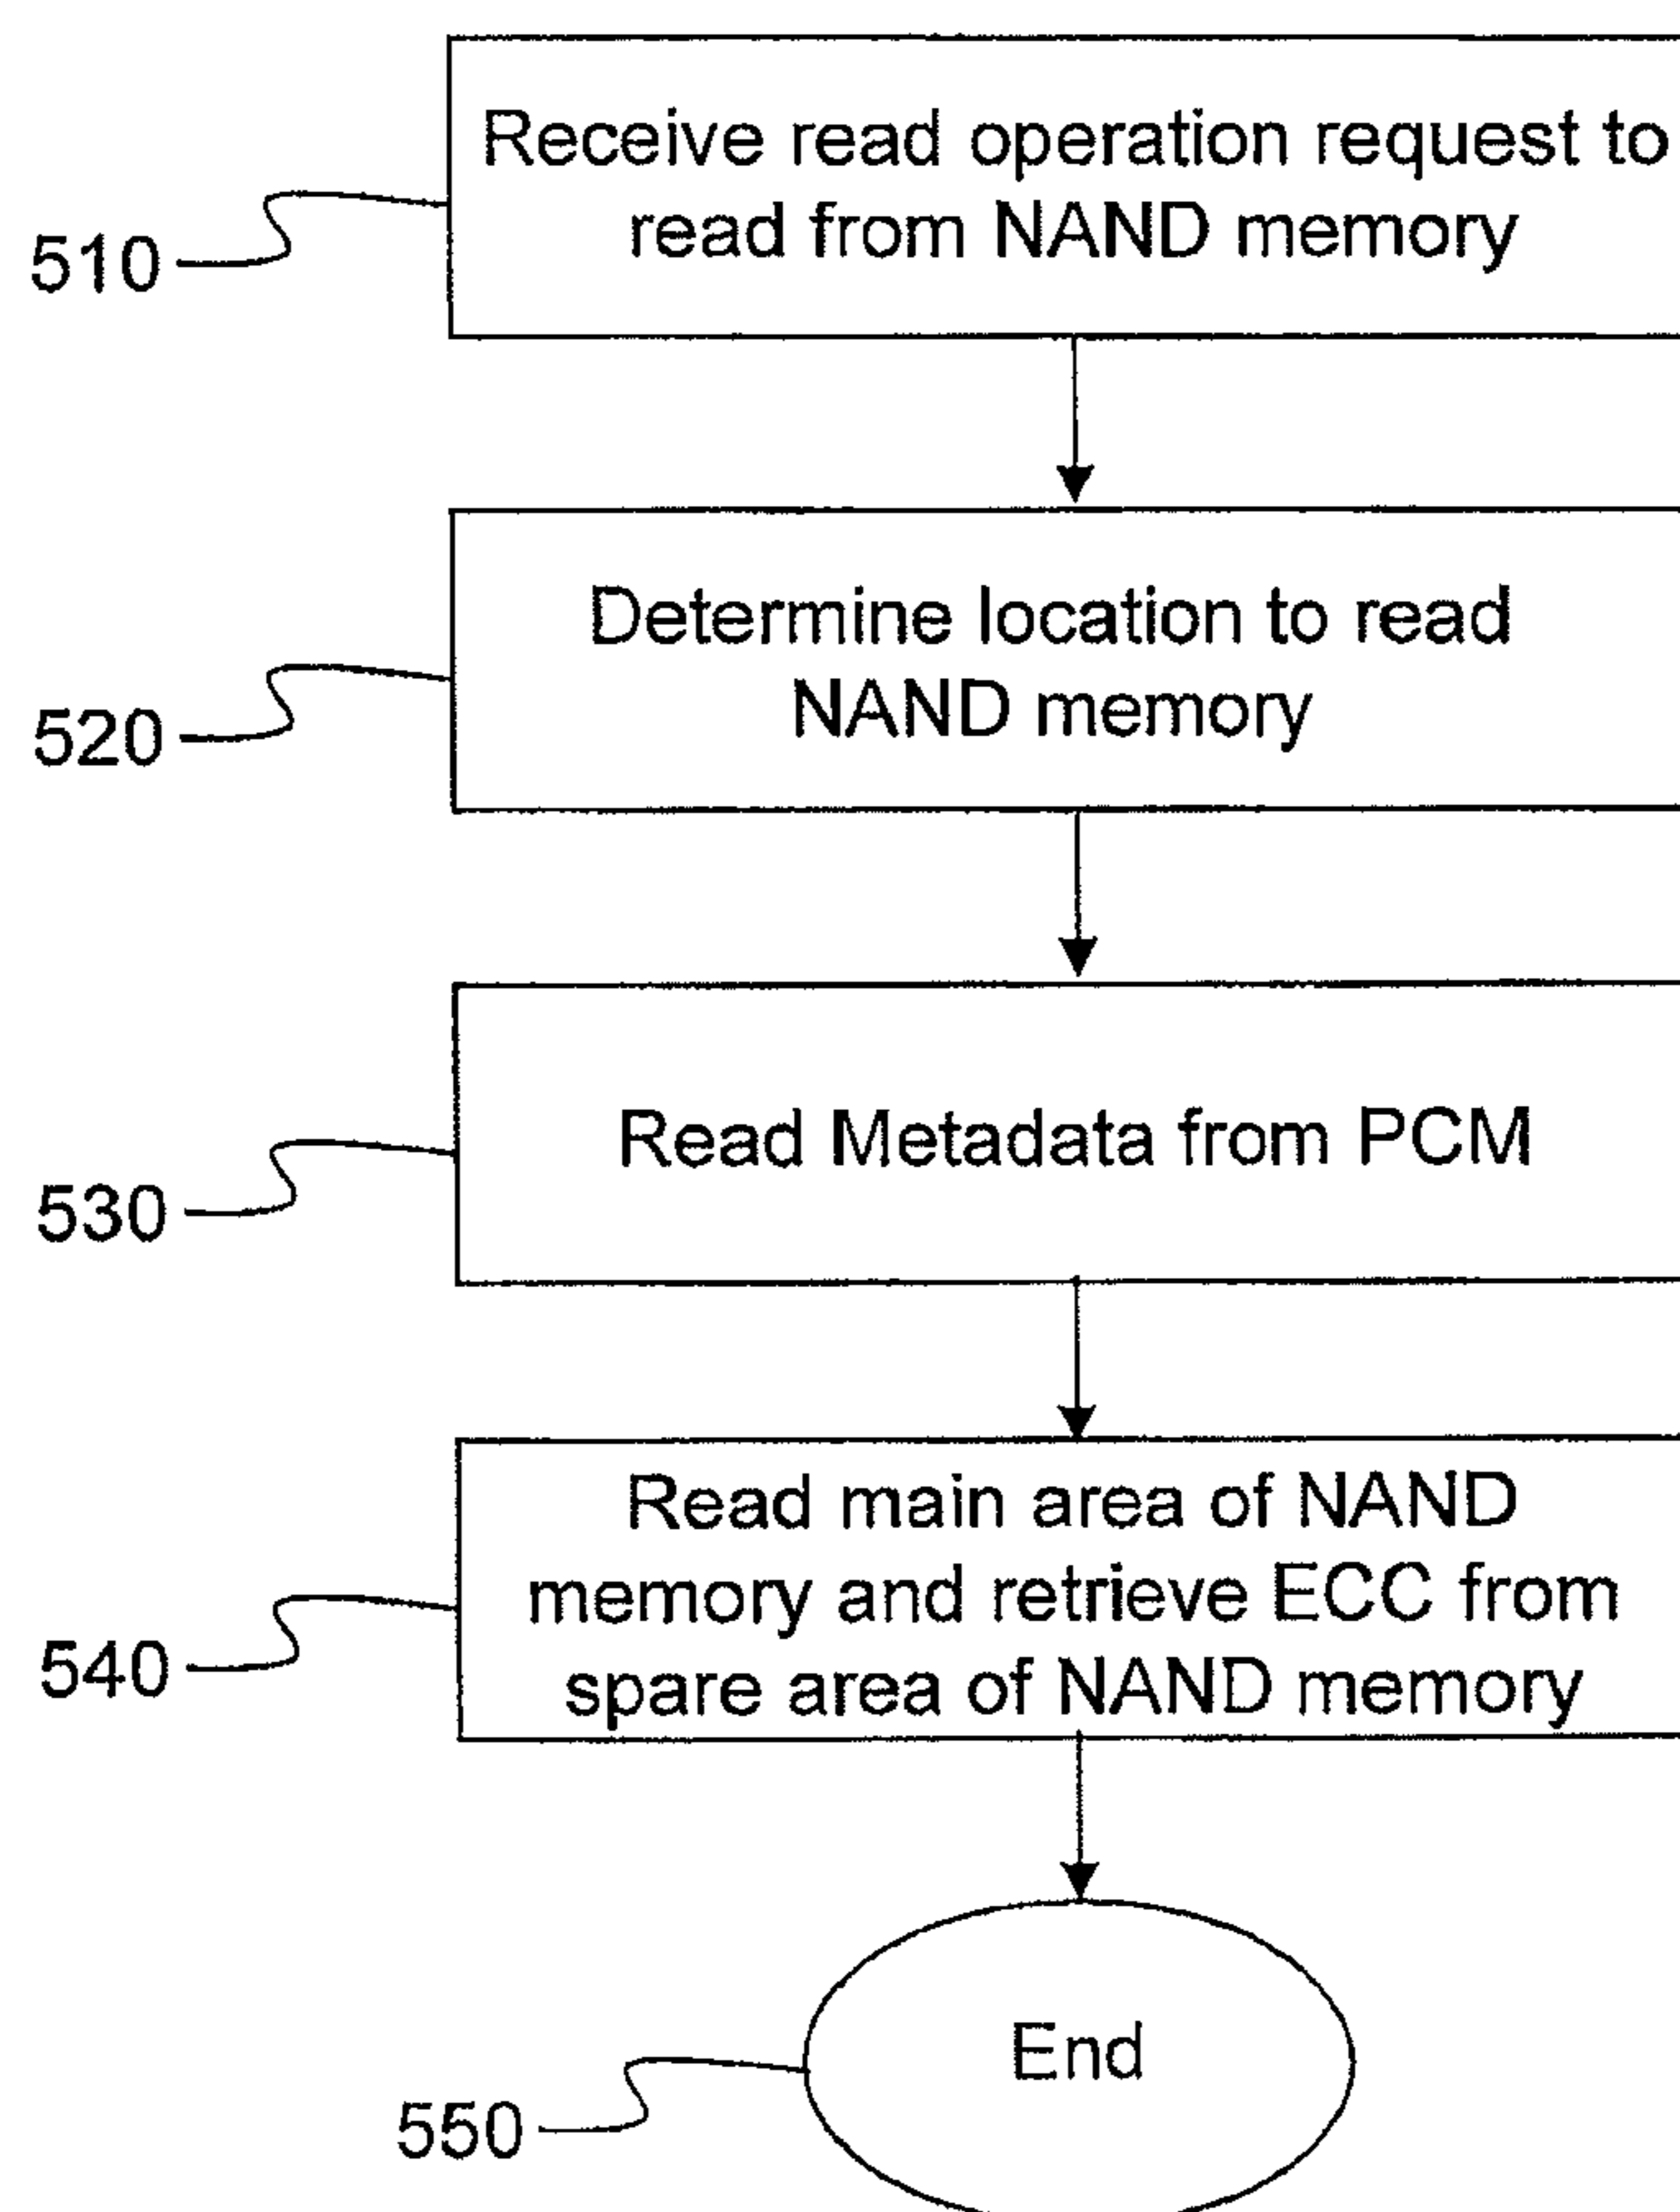 Receive read operation request to
read from NAND memory
510
Determine location to read
NAND memory
520
Read Metadata from PCM
530
Read main area of NAND
memory and retrieve ECC from
spare area of NAND memory
540
End
550